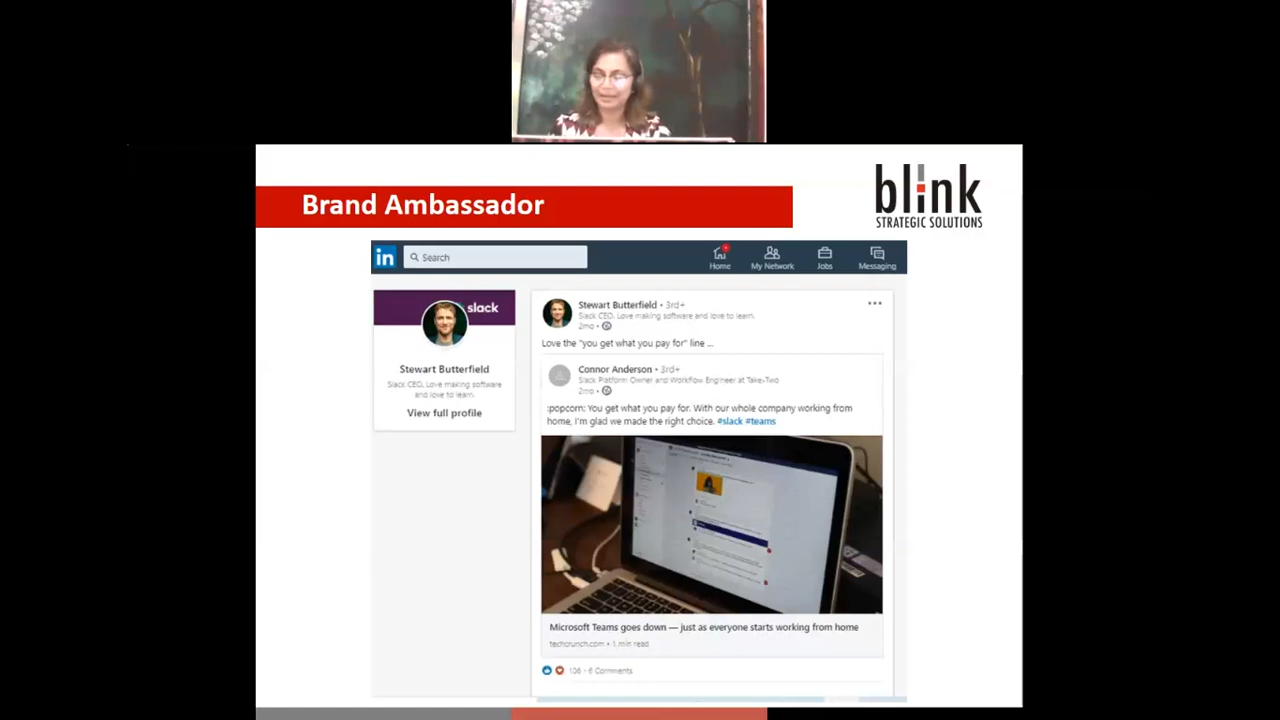 Brand Ambassador
blink
STRATEGIC SOLUTIONS
in
Search
Home
My Network
Jobs
Messaging
slack
Stewart Butterfield
Slack CEO, Love making software
and love to learn.
View full profile
Stewart Butterfield • 3rd+
Slack CEO. Love making software and love to learn.
2mo •
Love the "you get what you pay for" line ...
Connor Anderson • 3rd+
Slack Platform Owner and Workflow Engineer at Take-Two
2mo •
:popcorn: You get what you pay for. With our whole company working from
home, I'm glad we made the right choice. #slack #teams
Microsoft Teams goes down — just as everyone starts working from home
techcrunch.com • 1 min read
106 - 6 Comments